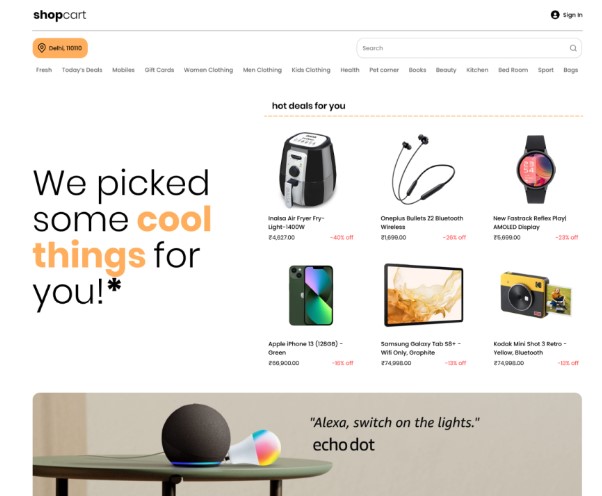 shopcart
Sign In
Delhi, 110110
Search
Fresh Today's Deals Mobiles Gift Cards Women Clothing Men Clothing Kids Clothing Health Pet corner Books Beauty Kitchen Bed Room Sport Bags
hot deals for you
We picked
some cool
things for
you!*
Inalsa Air Fryer Fry-
Light-1400W
₹4,627.00 -40% off
Oneplus Bullets Z2 Bluetooth
Wireless
₹1,699.00 -26% off
New Fastrack Reflex Play|
AMOLED Display
₹5,699.00 -23% off
Apple iPhone 13 (128GB) -
Green
₹66,900.00 -16% off
Samsung Galaxy Tab S8+ -
Wifi Only, Graphite
₹74,998.00 -13% off
Kodak Mini Shot 3 Retro -
Yellow, Bluetooth
₹74,998.00 -12% off
"Alexa, switch on the lights."
echo dot